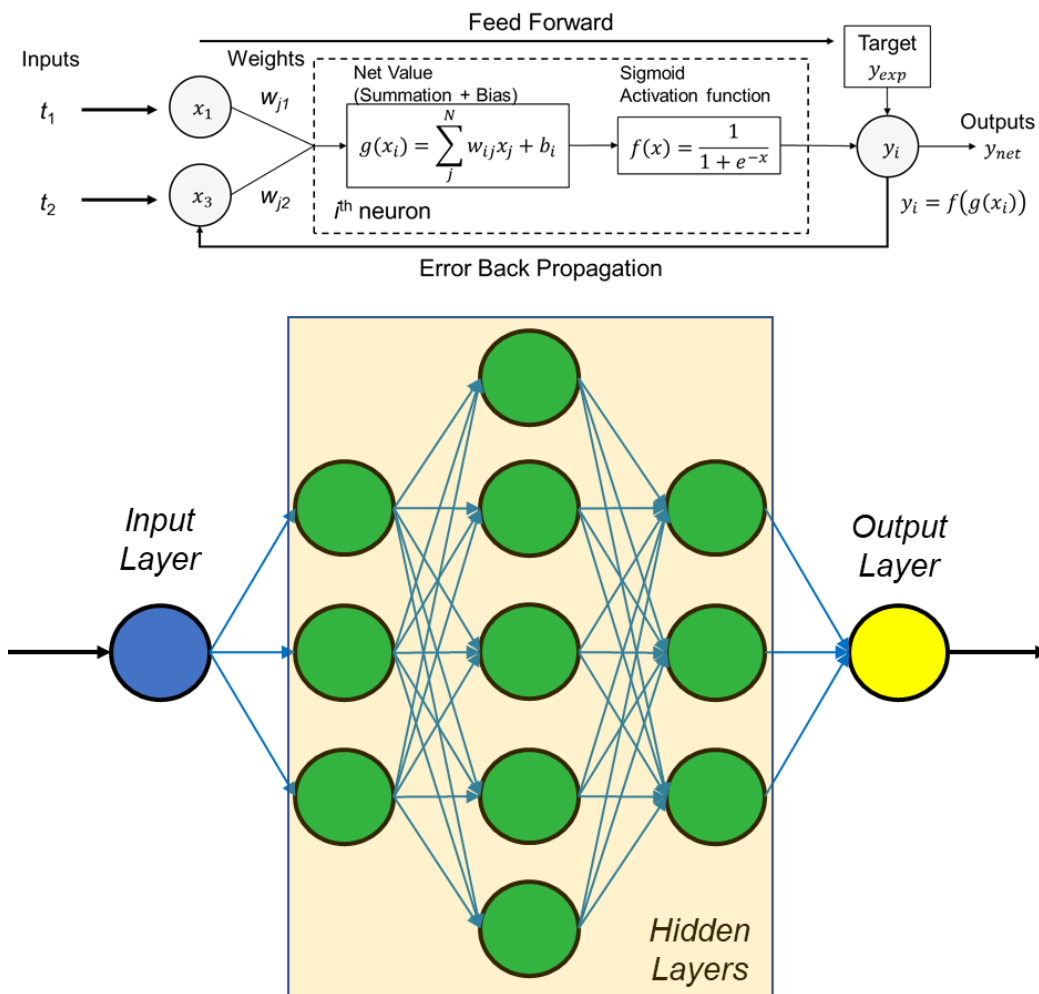 Feed Forward
Inputs
Weights
Net Value
(Summation + Bias)
Sigmoid
Activation function
Target
y_exp
t_1
x_1
w_j1
g(x_i) = ∑_j^N w_ij x_j + b_i
f(x) = 1 / (1 + e^{-x})
y_i
Outputs
y_net
t_2
x_3
w_j2
i^th neuron
y_i = f(g(x_i))
Error Back Propagation
Input
Layer
Output
Layer
Hidden
Layers